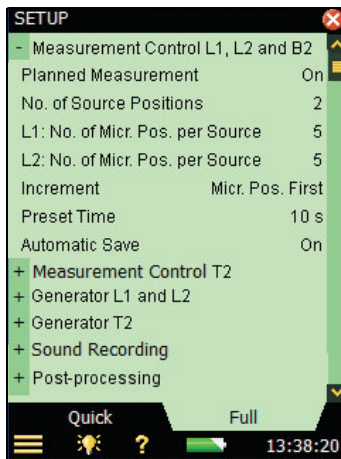 SETUP
- Measurement Control L1, L2 and B2
Planned Measurement On
No. of Source Positions 2
L1: No. of Micr. Pos. per Source 5
L2: No. of Micr. Pos. per Source 5
Increment Micr. Pos. First
Preset Time 10 s
Automatic Save On
+ Measurement Control T2
+ Generator L1 and L2
+ Generator T2
+ Sound Recording
+ Post-processing
Quick Full
? 13:38:20